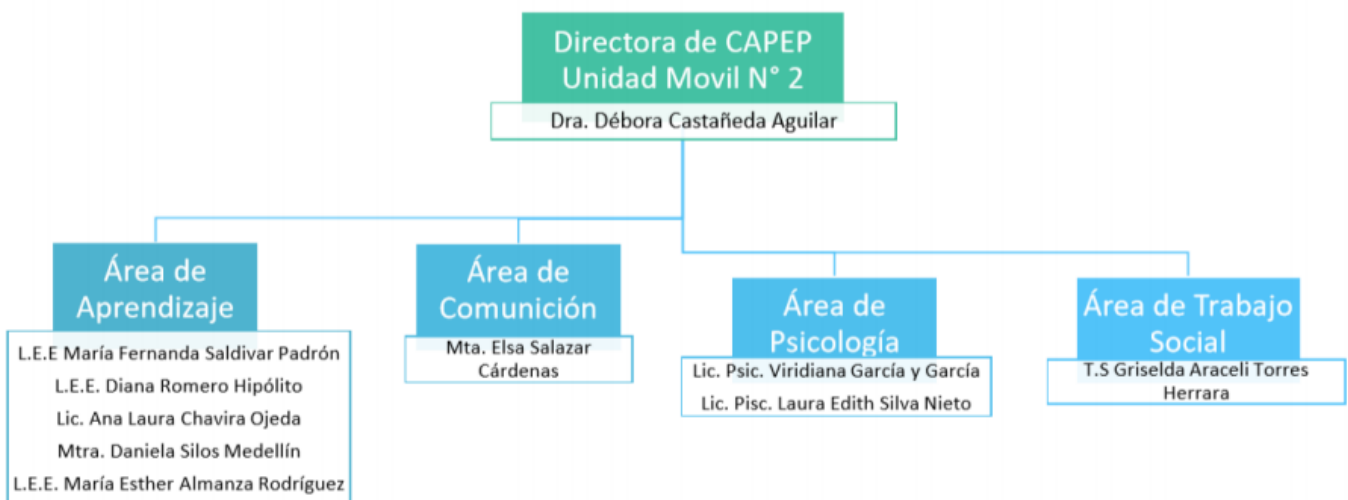 Directora de CAPEP
Unidad Movil N° 2
Dra. Débora Castañeda Aguilar
Área de
Aprendizaje
L.E.E María Fernanda Saldivar Padrón
L.E.E. Diana Romero Hipólito
Lic. Ana Laura Chavira Ojeda
Mtra. Daniela Silos Medellín
L.E.E. María Esther Almanza Rodríguez
Área de
Comunición
Mta. Elsa Salazar
Cárdenas
Área de
Psicología
Lic. Psic. Viridiana García y García
Lic. Pisc. Laura Edith Silva Nieto
Área de Trabajo
Social
T.S Griselda Araceli Torres
Herrara